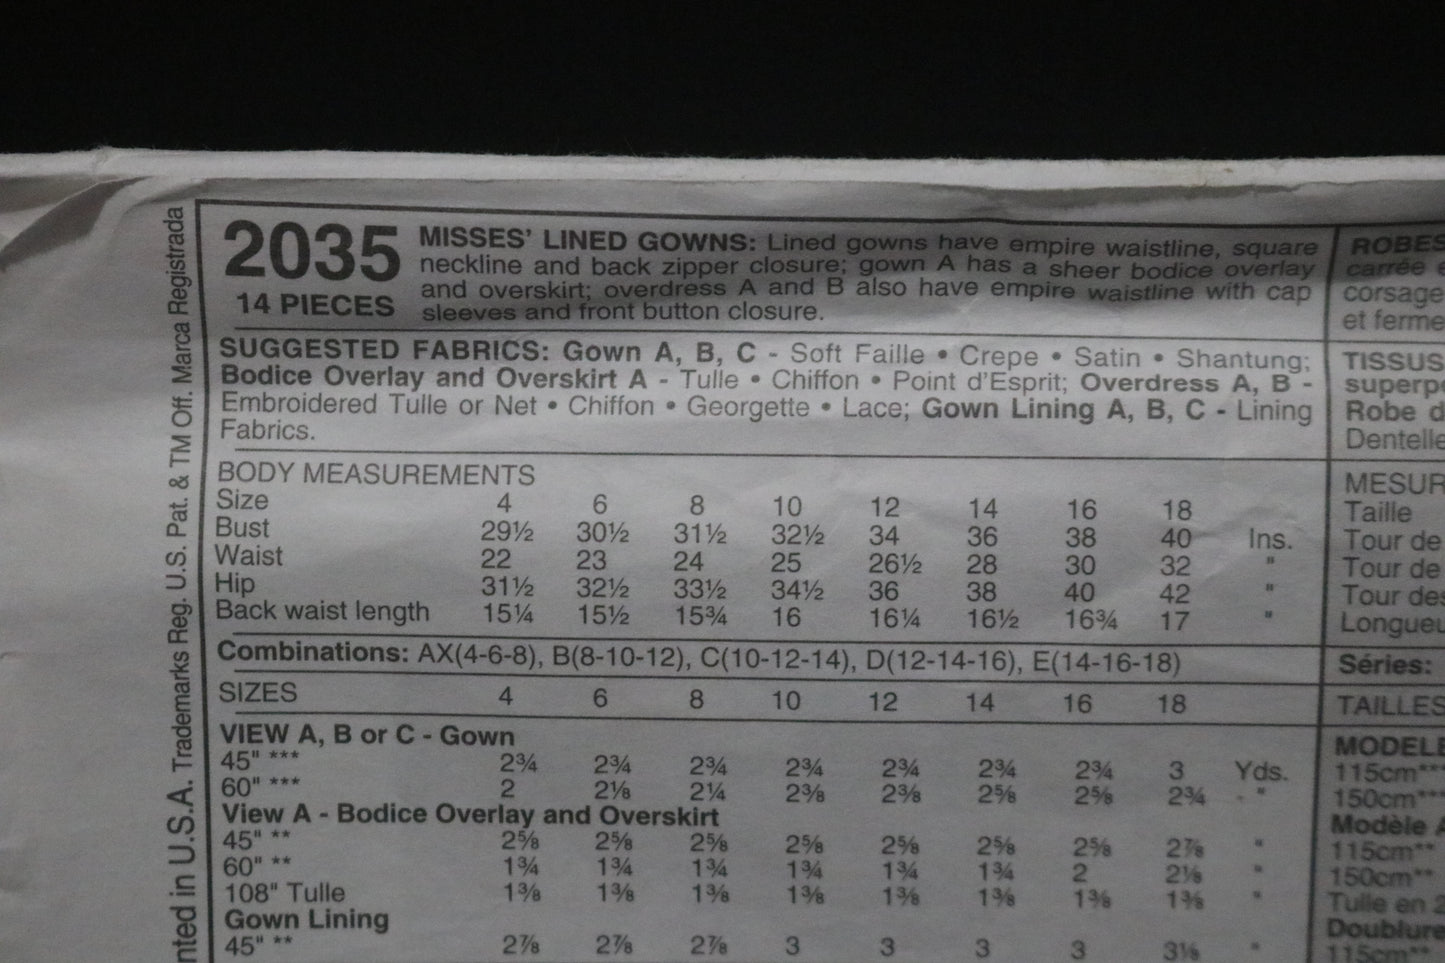 2035
14 PIECES
MISSES' LINED GOWNS: Lined gowns have empire waistline, square
neckline and back zipper closure; gown A has a sheer bodice overlay
and overskirt; overdress A and B also have empire waistline with cap
sleeves and front button closure.
SUGGESTED FABRICS: Gown A, B, C - Soft Faille • Crepe • Satin • Shantung;
Bodice Overlay and Overskirt A - Tulle • Chiffon • Point d'Esprit; Overdress A, B -
Embroidered Tulle or Net • Chiffon • Georgette • Lace; Gown Lining A, B, C - Lining
Fabrics.
BODY MEASUREMENTS
Size 4 6 8 10 12 14 16 18
Bust 29½ 30½ 31½ 32½ 34 36 38 40 Ins.
Waist 22 23 24 25 26½ 28 30 32 "
Hip 31½ 32½ 33½ 34½ 36 38 40 42 "
Back waist length 15¼ 15½ 15¾ 16 16¼ 16½ 16¾ 17 "
Combinations: AX(4-6-8), B(8-10-12), C(10-12-14), D(12-14-16), E(14-16-18)
SIZES 4 6 8 10 12 14 16 18
VIEW A, B or C - Gown
45" *** 2¾ 2¾ 2¾ 2¾ 2¾ 2¾ 2¾ 3 Yds.
60" *** 2 2⅛ 2¼ 2⅜ 2⅜ 2⅝ 2⅝ 2¾ "
View A - Bodice Overlay and Overskirt
45" ** 2⅝ 2⅝ 2⅝ 2⅝ 2⅝ 2⅝ 2⅝ 2⅞ "
60" ** 1¾ 1¾ 1¾ 1¾ 1¾ 1¾ 2 2⅛ "
108" Tulle 1⅜ 1⅜ 1⅜ 1⅜ 1⅜ 1⅜ 1⅜ 1⅜ "
Gown Lining
45" ** 2⅞ 2⅞ 2⅞ 3 3 3 3 3⅛ "
nted in U.S.A. Trademarks Reg. U.S. Pat. & TM Off. Marca Registrada
ROBES
carrée
corsage
et ferme
TISSUS
superp
Robe d
Dentelle
MESUR
Taille
Tour de
Tour de
Tour des
Longueu
Séries:
TAILLES
MODELE
115cm***
150cm***
Modèle A
115cm**
150cm**
Tulle en 2
Doublure
115cm**